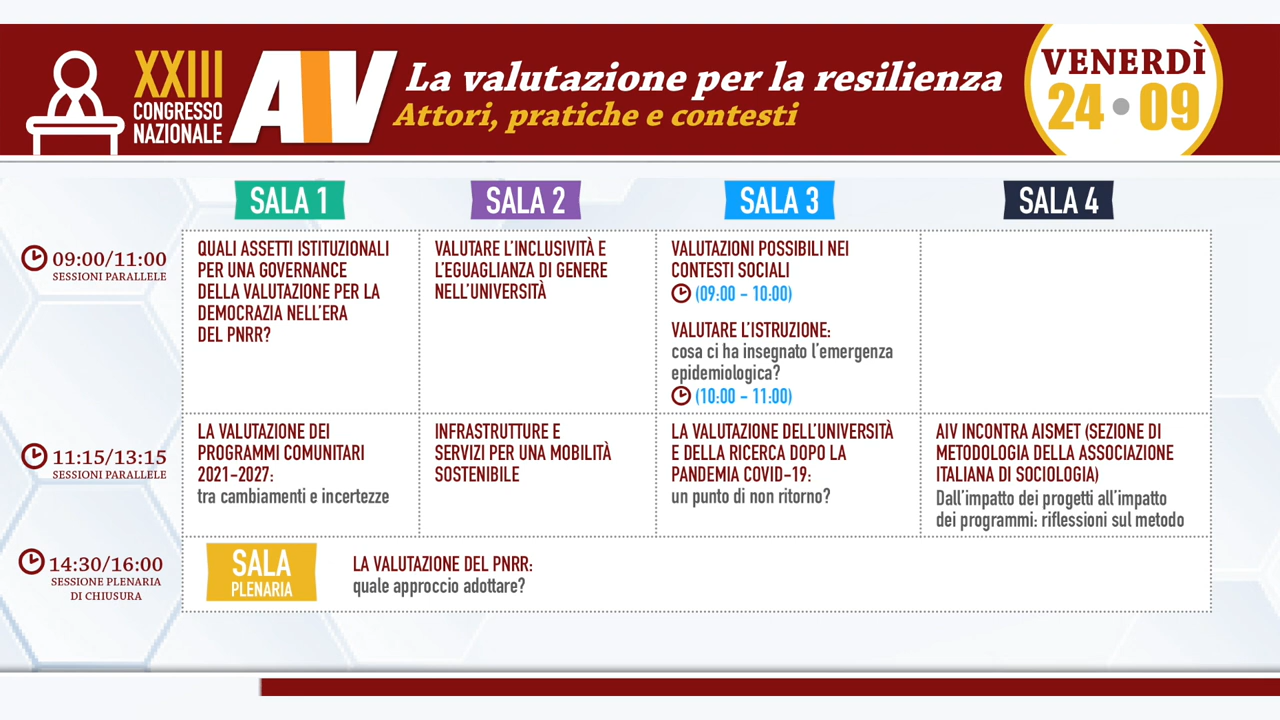 XXIII
CONGRESSO
NAZIONALE
AIV
La valutazione per la resilienza
Attori, pratiche e contesti
VENERDÌ
24 • 09
SALA 1
SALA 2
SALA 3
SALA 4
09:00/11:00
SESSIONI PARALLELE
QUALI ASSETTI ISTITUZIONALI
PER UNA GOVERNANCE
DELLA VALUTAZIONE PER LA
DEMOCRAZIA NELL'ERA
DEL PNRR?
VALUTARE L'INCLUSIVITÀ E
L'EGUAGLIANZA DI GENERE
NELL'UNIVERSITÀ
VALUTAZIONI POSSIBILI NEI
CONTESTI SOCIALI
(09:00 - 10:00)
VALUTARE L'ISTRUZIONE:
cosa ci ha insegnato l'emergenza
epidemiologica?
(10:00 - 11:00)
11:15/13:15
SESSIONI PARALLELE
LA VALUTAZIONE DEI
PROGRAMMI COMUNITARI
2021-2027:
tra cambiamenti e incertezze
INFRASTRUTTURE E
SERVIZI PER UNA MOBILITÀ
SOSTENIBILE
LA VALUTAZIONE DELL'UNIVERSITÀ
E DELLA RICERCA DOPO LA
PANDEMIA COVID-19:
un punto di non ritorno?
AIV INCONTRA AISMET (SEZIONE DI
METODOLOGIA DELLA ASSOCIAZIONE
ITALIANA DI SOCIOLOGIA)
Dall'impatto dei progetti all'impatto
dei programmi: riflessioni sul metodo
14:30/16:00
SESSIONE PLENARIA
DI CHIUSURA
SALA
PLENARIA
LA VALUTAZIONE DEL PNRR:
quale approccio adottare?